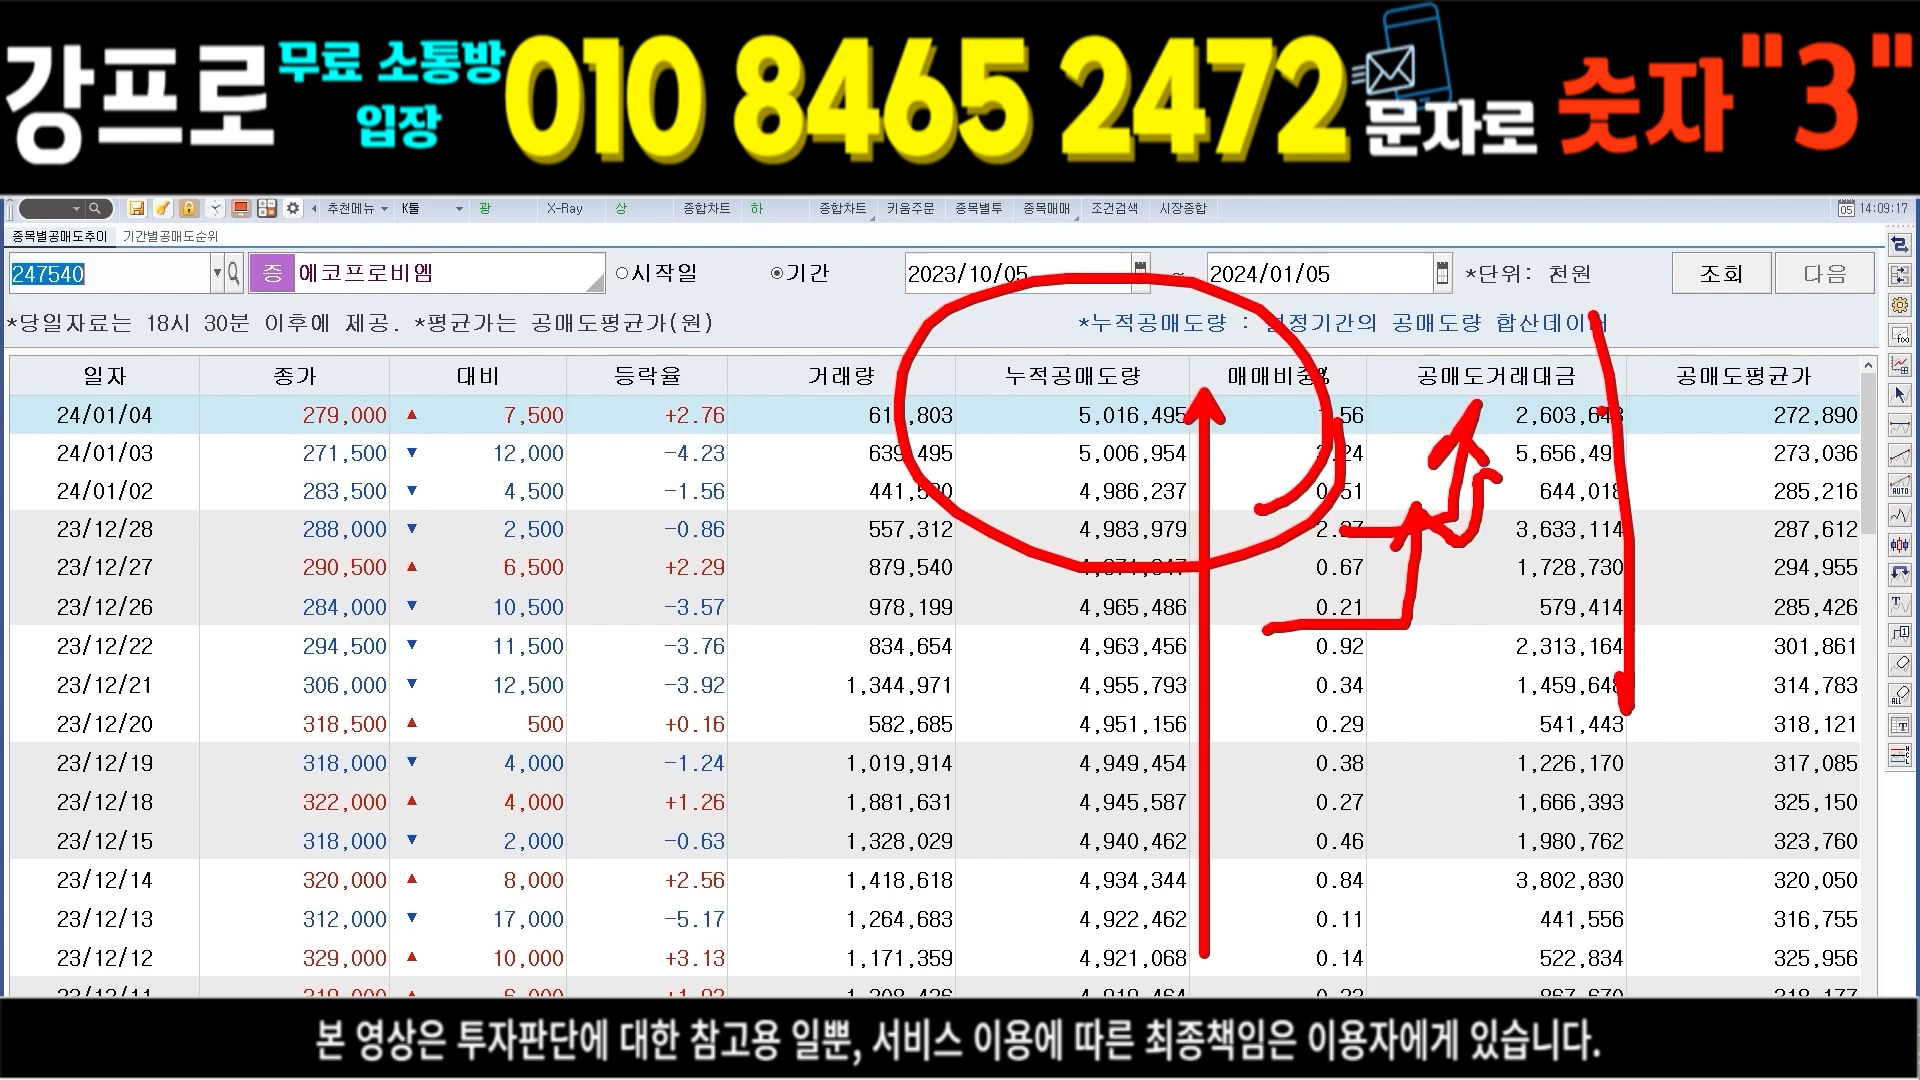 강프로 무료 소통방 입장 010 8465 2472 문자로 숫자"3"
추천메뉴 K툴 광 X-Ray 상 종합차트 하 종합차트 키움주문 종목별투 종목매매 조건검색 시장종합 05 14:09:17
종목별공매도추이 기간별공매도순위
247540 증 에코프로비엠 시작일 기간 2023/10/05 ~ 2024/01/05 *단위: 천원 조회 다음
*당일자료는 18시 30분 이후에 제공. *평균가는 공매도평균가(원) *누적공매도량 : 정기간의 공매도량 합산데이터
일자 종가 대비 등락율 거래량 누적공매도량 매매비중% 공매도거래대금 공매도평균가
24/01/04 279,000 ▲ 7,500 +2.76 5,016,495 2,603,643 272,890
24/01/03 271,500 ▼ 12,000 -4.23 639,495 5,006,954 273,036
24/01/02 283,500 ▼ 4,500 -1.56 4,986,237 0.51 644,018 285,216
23/12/28 288,000 ▼ 2,500 -0.86 557,312 4,983,979 3,633,114 287,612
23/12/27 290,500 ▲ 6,500 +2.29 879,540 0.67 1,728,730 294,955
23/12/26 284,000 ▼ 10,500 -3.57 978,199 4,965,486 0.21 579,414 285,426
23/12/22 294,500 ▼ 11,500 -3.76 834,654 4,963,456 0.92 2,313,164 301,861
23/12/21 306,000 ▼ 12,500 -3.92 1,344,971 4,955,793 0.34 1,459,648 314,783
23/12/20 318,500 ▲ 500 +0.16 582,685 4,951,156 0.29 541,443 318,121
23/12/19 318,000 ▼ 4,000 -1.24 1,019,914 4,949,454 0.38 1,226,170 317,085
23/12/18 322,000 ▲ 4,000 +1.26 1,881,631 4,945,587 0.27 1,666,393 325,150
23/12/15 318,000 ▼ 2,000 -0.63 1,328,029 4,940,462 0.46 1,980,762 323,760
23/12/14 320,000 ▲ 8,000 +2.56 1,418,618 4,934,344 0.84 3,802,830 320,050
23/12/13 312,000 ▼ 17,000 -5.17 1,264,683 4,922,462 0.11 441,556 316,755
23/12/12 329,000 ▲ 10,000 +3.13 1,171,359 4,921,068 0.14 522,834 325,956
본 영상은 투자판단에 대한 참고용 일뿐, 서비스 이용에 따른 최종책임은 이용자에게 있습니다.